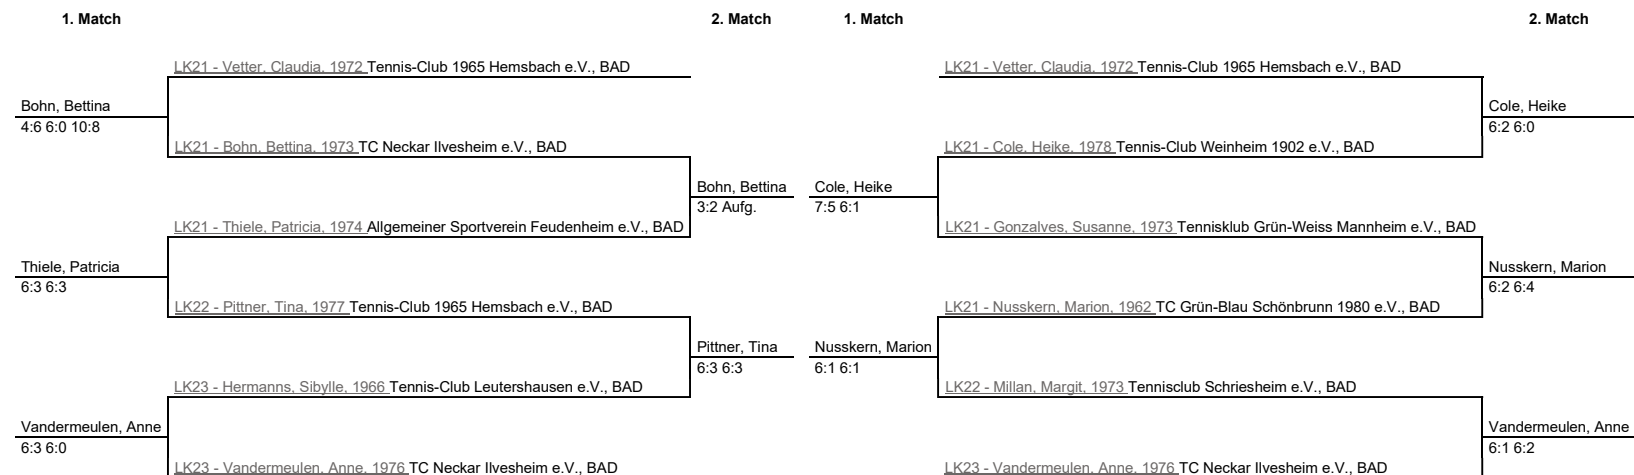 1. Match
2. Match
1. Match
2. Match
LK21 - Vetter, Claudia, 1972 Tennis-Club 1965 Hemsbach e.V., BAD
LK21 - Vetter, Claudia, 1972 Tennis-Club 1965 Hemsbach e.V., BAD
Bohn, Bettina
4:6 6:0 10:8
Cole, Heike
6:2 6:0
LK21 - Bohn, Bettina, 1973 TC Neckar Ilvesheim e.V., BAD
LK21 - Cole, Heike, 1978 Tennis-Club Weinheim 1902 e.V., BAD
Bohn, Bettina
3:2 Aufg.
Cole, Heike
7:5 6:1
LK21 - Thiele, Patricia, 1974 Allgemeiner Sportverein Feudenheim e.V., BAD
LK21 - Gonzalves, Susanne, 1973 Tennisklub Grün-Weiss Mannheim e.V., BAD
Thiele, Patricia
6:3 6:3
Nusskern, Marion
6:2 6:4
LK22 - Pittner, Tina, 1977 Tennis-Club 1965 Hemsbach e.V., BAD
LK21 - Nusskern, Marion, 1962 TC Grün-Blau Schönbrunn 1980 e.V., BAD
Pittner, Tina
6:3 6:3
Nusskern, Marion
6:1 6:1
LK23 - Hermanns, Sibylle, 1966 Tennis-Club Leutershausen e.V., BAD
LK22 - Millan, Margit, 1973 Tennisclub Schriesheim e.V., BAD
Vandermeulen, Anne
6:3 6:0
Vandermeulen, Anne
6:1 6:2
LK23 - Vandermeulen, Anne, 1976 TC Neckar Ilvesheim e.V., BAD
LK23 - Vandermeulen, Anne, 1976 TC Neckar Ilvesheim e.V., BAD